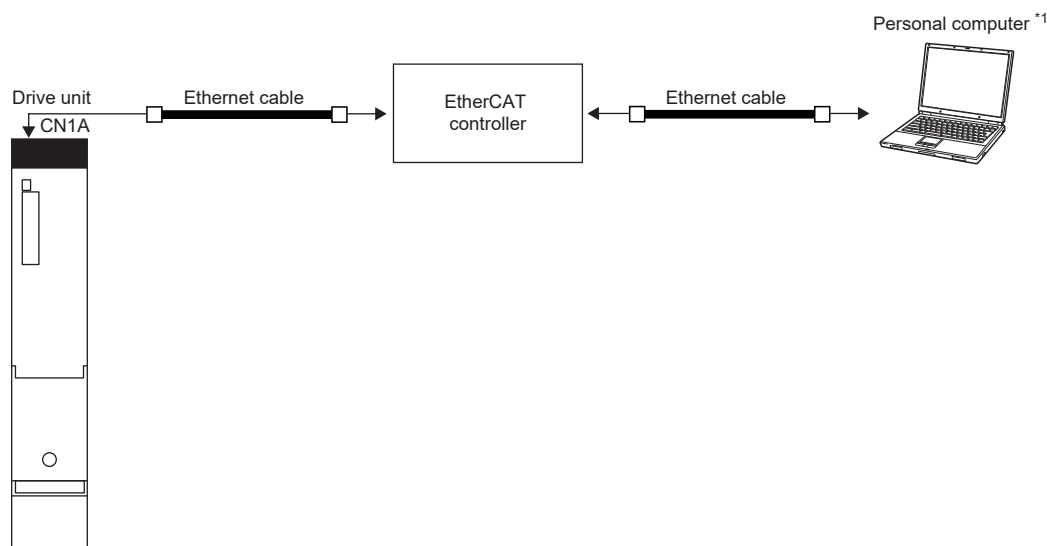 Personal computer *1
Drive unit
Ethernet cable
EtherCAT
controller
Ethernet cable
CN1A